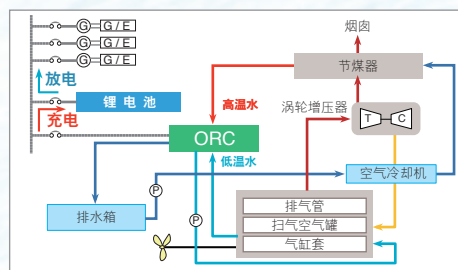 烟囱
G G/E
G G/E
G G/E
节煤器
放电
锂电池
高温水
涡轮增压器
充电
T C
ORC
低温水
空气冷却机
P
排气管
排水箱
P
扫气空气罐
气缸套